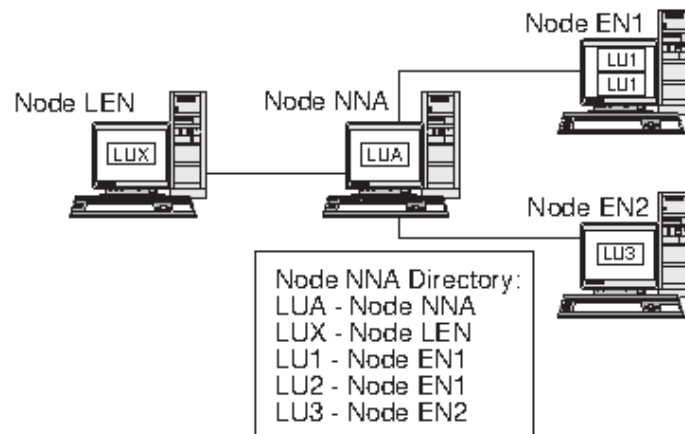 Node EN1
LU1
LU1
Node LEN
Node NNA
LUX
LUA
Node EN2
LU3
Node NNA Directory:
LUA - Node NNA
LUX - Node LEN
LU1 - Node EN1
LU2 - Node EN1
LU3 - Node EN2